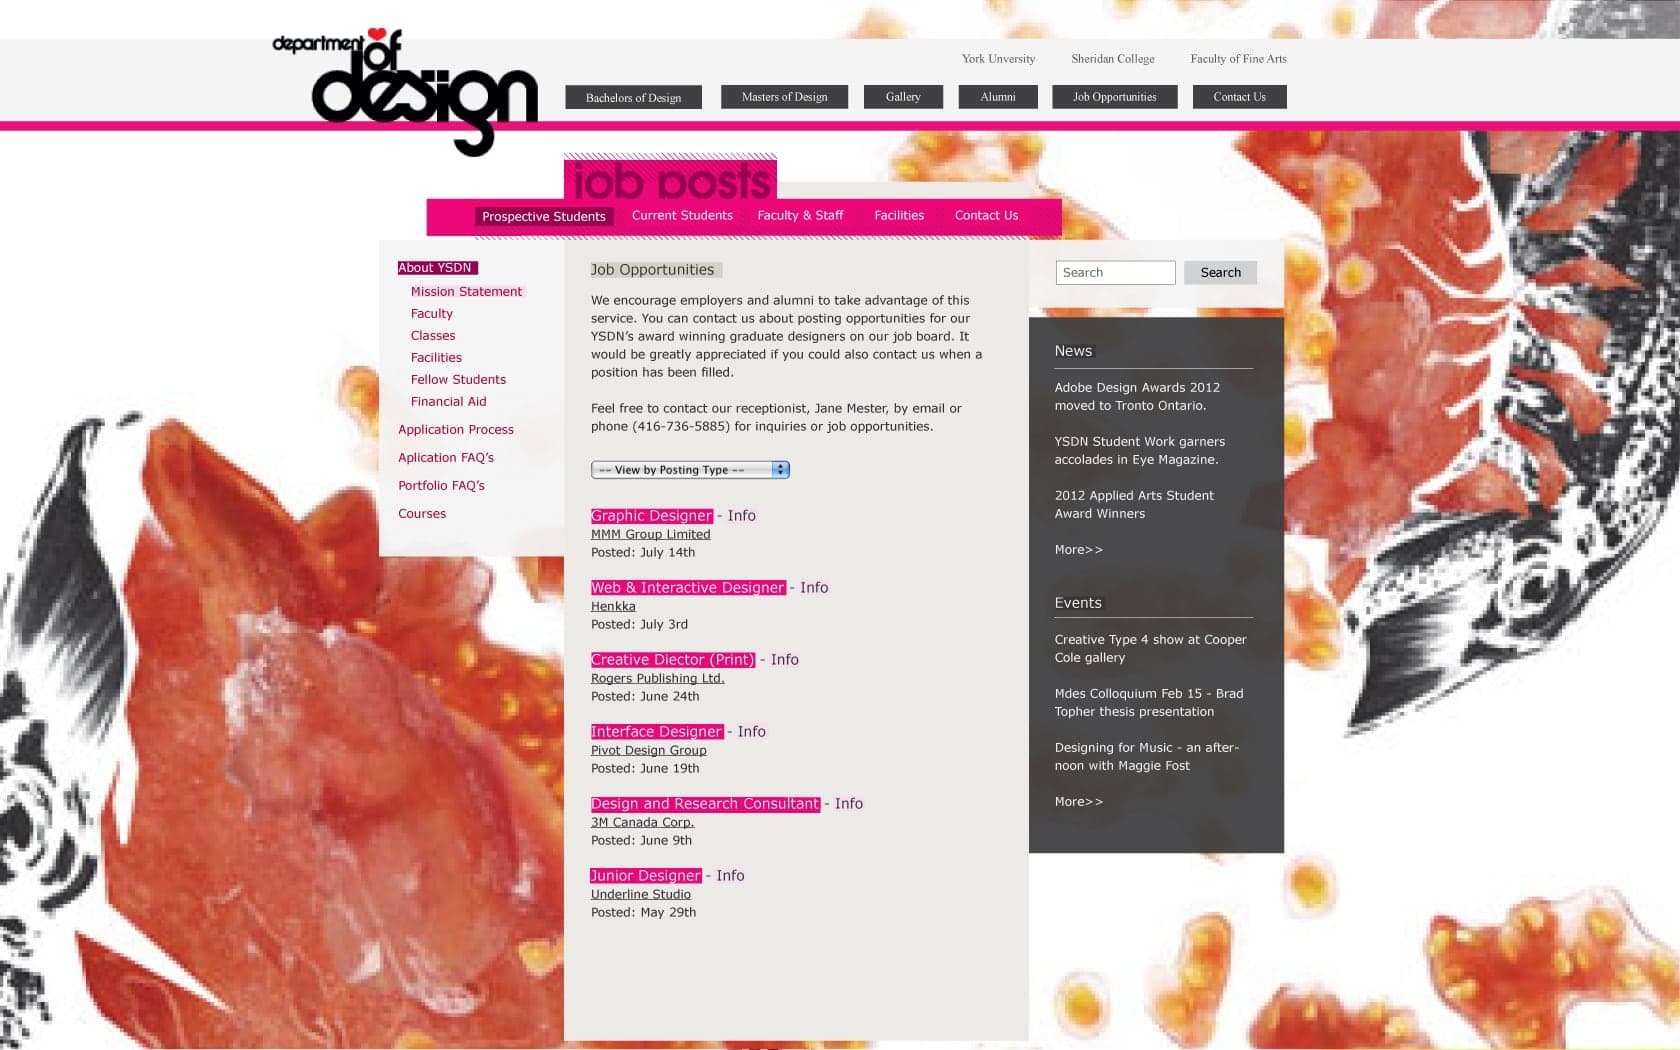 department of
design
York Unversity Sheridan College Faculty of Fine Arts
Bachelors of Design Masters of Design Gallery Alumni Job Opportunities Contact Us
job posts
Prospective Students Current Students Faculty & Staff Facilities Contact Us
About YSDN
Mission Statement
Faculty
Classes
Facilities
Fellow Students
Financial Aid
Application Process
Aplication FAQ's
Portfolio FAQ's
Courses
Job Opportunities
We encourage employers and alumni to take advantage of this
service. You can contact us about posting opportunities for our
YSDN's award winning graduate designers on our job board. It
would be greatly appreciated if you could also contact us when a
position has been filled.
Feel free to contact our receptionist, Jane Mester, by email or
phone (416-736-5885) for inquiries or job opportunities.
-- View by Posting Type --
Graphic Designer - Info
MMM Group Limited
Posted: July 14th
Web & Interactive Designer - Info
Henkka
Posted: July 3rd
Creative Diector (Print) - Info
Rogers Publishing Ltd.
Posted: June 24th
Interface Designer - Info
Pivot Design Group
Posted: June 19th
Design and Research Consultant - Info
3M Canada Corp.
Posted: June 9th
Junior Designer - Info
Underline Studio
Posted: May 29th
Search Search
News
Adobe Design Awards 2012
moved to Tronto Ontario.
YSDN Student Work garners
accolades in Eye Magazine.
2012 Applied Arts Student
Award Winners
More>>
Events
Creative Type 4 show at Cooper
Cole gallery
Mdes Colloquium Feb 15 - Brad
Topher thesis presentation
Designing for Music - an after-
noon with Maggie Fost
More>>